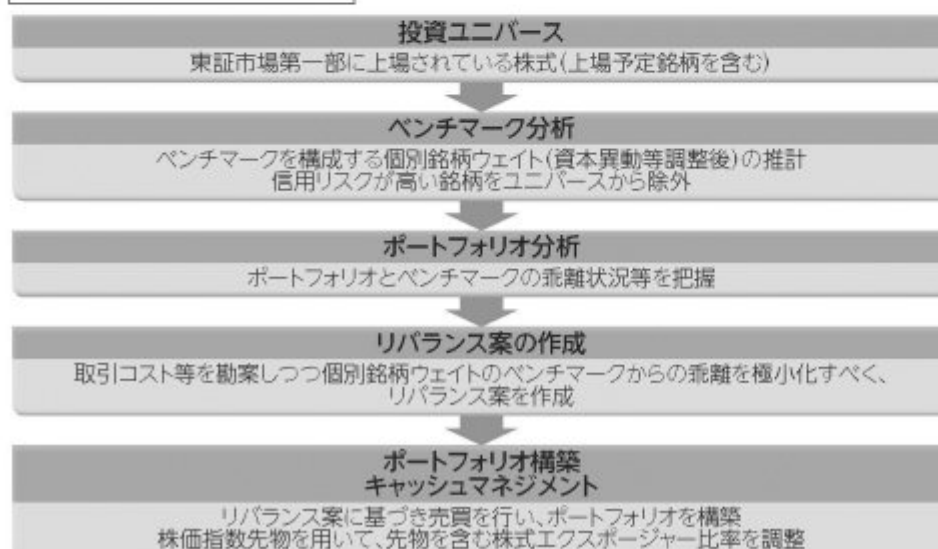 投資ユニバース
東証市場第一部に上場されている株式(上場予定銘柄を含む)
ベンチマーク分析
ベンチマークを構成する個別銘柄ウェイト(資本異動等調整後)の推計
信用リスクが高い銘柄をユニバースから除外
ポートフォリオ分析
ポートフォリオとベンチマークの乖離状況等を把握
リバランス案の作成
取引コスト等を勘案しつつ個別銘柄ウェイトのベンチマークからの乖離を極小化すべく、
リバランス案を作成
ポートフォリオ構築
キャッシュマネジメント
リバランス案に基づき売買を行い、ポートフォリオを構築
株価指数先物を用いて、先物を含む株式エクスポージャー比率を調整